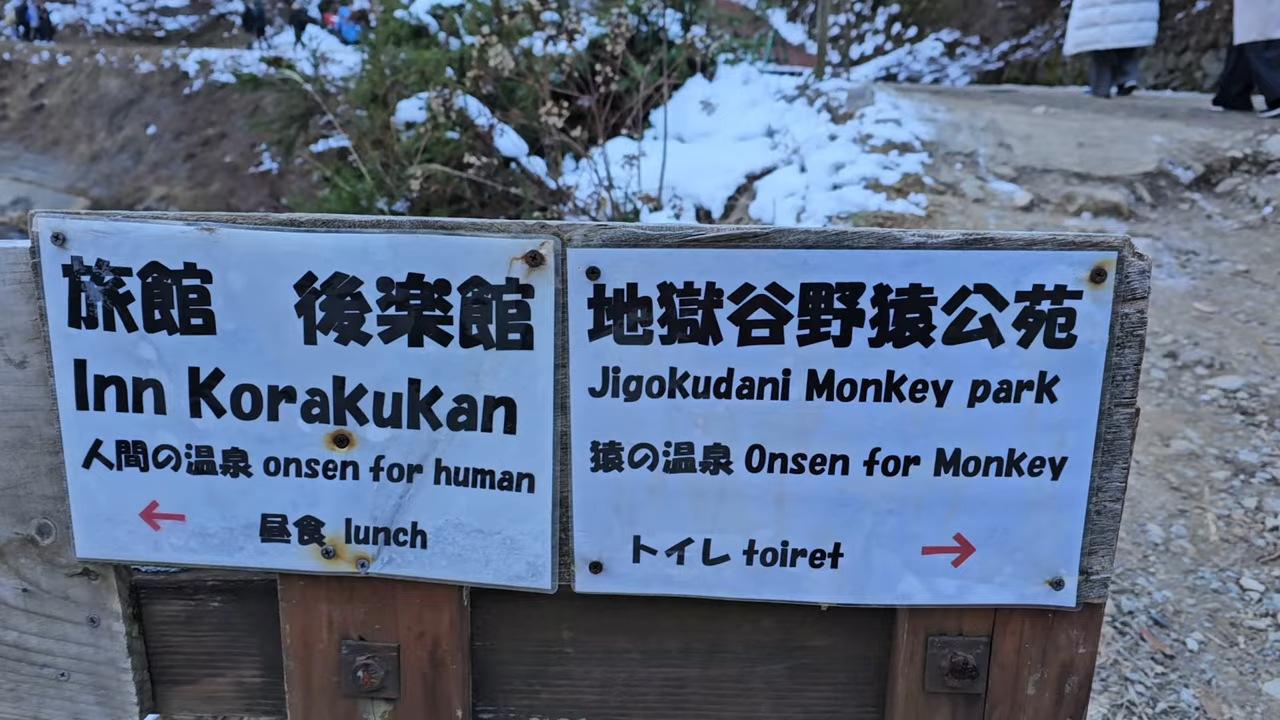 旅館　後楽館
Inn Korakukan
人間の温泉 onsen for human
← 昼食 lunch
地獄谷野猿公苑
Jigokudani Monkey park
猿の温泉 Onsen for Monkey
トイレ toiret →